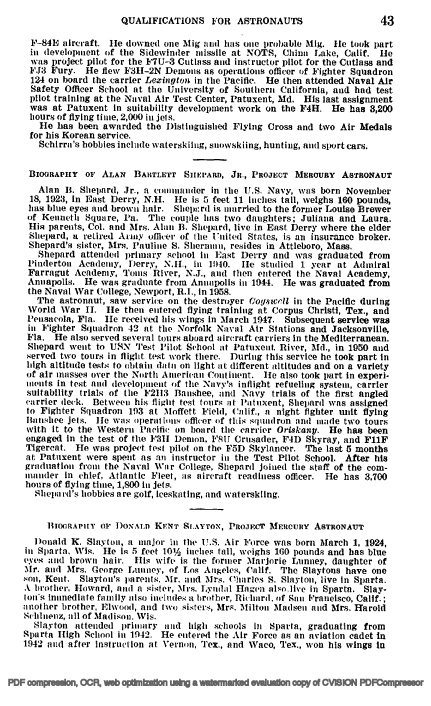 QUALIFICATIONS FOR ASTRONAUTS 43
F-84E aircraft. He downed one Mig and has one probable Mig. He took part
in development of the Sidewinder missile at NOTS, China Lake, Calif. He
was project pilot for the F7U-3 Cutlass and instructor pilot for the Cutlass and
FJ3 Fury. He flew F3H-2N Demons as operations officer of Fighter Squadron
124 on board the carrier Lexington in the Pacific. He then attended Naval Air
Safety Officer School at the University of Southern California, and had test
pilot training at the Naval Air Test Center, Patuxent, Md. His last assignment
was at Patuxent in suitability development work on the F4H. He has 3,200
hours of flying time, 2,000 in jets.
He has been awarded the Distinguished Flying Cross and two Air Medals
for his Korean service.
Schirra's hobbies include waterskiing, snowskiing, hunting, and sport cars.
BIOGRAPHY OF ALAN BARTLETT SHEPARD, JR., PROJECT MERCURY ASTRONAUT
Alan B. Shepard, Jr., a commander in the U.S. Navy, was born November
18, 1923, in East Derry, N.H. He is 5 feet 11 inches tall, weighs 160 pounds,
has blue eyes and brown hair. Shepard is married to the former Louise Brewer
of Kenneth Square, Pa. The couple has two daughters; Juliana and Laura.
His parents, Col. and Mrs. Alan B. Shepard, live in East Derry where the elder
Shepard, a retired Army officer of the United States, is an insurance broker.
Shepard's sister, Mrs. Pauline S. Sherman, resides in Attleboro, Mass.
Shepard attended primary school in East Derry and was graduated from
Pinderton Academy, Derry, N.H., in 1940. He studied 1 year at Admiral
Farragut Academy, Toms River, N.J., and then entered the Naval Academy,
Annapolis. He was graduate from Annapolis in 1944. He was graduated from
the Naval War College, Newport, R.I., in 1958.
The astronaut, saw service on the destroyer Cogswell in the Pacific during
World War II. He then entered flying training at Corpus Christi, Tex., and
Pensacola, Fla. He received his wings in March 1947. Subsequent service was
in Fighter Squadron 42 at the Norfolk Naval Air Stations and Jacksonville,
Fla. He also served several tours aboard aircraft carriers in the Mediterranean.
Shepard went to USN Test Pilot School at Patuxent River, Md., in 1950 and
served two tours in flight test work there. During this service he took part in
high altitude tests to obtain data on light at different altitudes and on a variety
of air masses over the North American Continent. He also took part in experi-
ments in test and development of the Navy's inflight refueling system, carrier
suitability trials of the F2H3 Banshee, and Navy trials of the first angled
carrier deck. Between his flight test tours at Patuxent, Shepard was assigned
to Fighter Squadron 193 at Moffett Field, Calif., a night fighter unit flying
Banshee jets. He was operations officer of this squadron and made two tours
with it to the Western Pacific on board the carrier Oriskany. He has been
engaged in the test of the F3H Demon, F8U Crusader, F4D Skyray, and F11F
Tigercat. He was project test pilot on the F5D Skylancer. The last 5 months
at Patuxent were spent as an instructor in the Test Pilot School. After his
graduation from the Naval War College, Shepard joined the staff of the com-
mander in chief, Atlantic Fleet, as aircraft readiness officer. He has 3,700
hours of flying time, 1,800 in jets.
Shepard's hobbies are golf, iceskating, and waterskiing.
BIOGRAPHY OF DONALD KENT SLAYTON, PROJECT MERCURY ASTRONAUT
Donald K. Slayton, a major in the U.S. Air Force was born March 1, 1924,
in Sparta, Wis. He is 5 feet 10½ inches tall, weighs 160 pounds and has blue
eyes and brown hair. His wife is the former Marjorie Lunney, daughter of
Mr. and Mrs. George Lunney, of Los Angeles, Calif. The Slaytons have one
son, Kent. Slayton's parents, Mr. and Mrs. Charles S. Slayton, live in Sparta.
A brother, Howard, and a sister, Mrs. Lyndal Hagen also live in Sparta. Slay-
ton's immediate family also includes a brother, Richard, of San Francisco, Calif.;
another brother, Elwood, and two sisters, Mrs. Milton Madsen and Mrs. Harold
Schluenz, all of Madison, Wis.
Slayton attended primary and high schools in Sparta, graduating from
Sparta High School in 1942. He entered the Air Force as an aviation cadet in
1942 and after instruction at Vernon, Tex., and Waco, Tex., won his wings in
PDF compression, OCR, web optimization using a watermarked evaluation copy of CVISION PDFCompressor